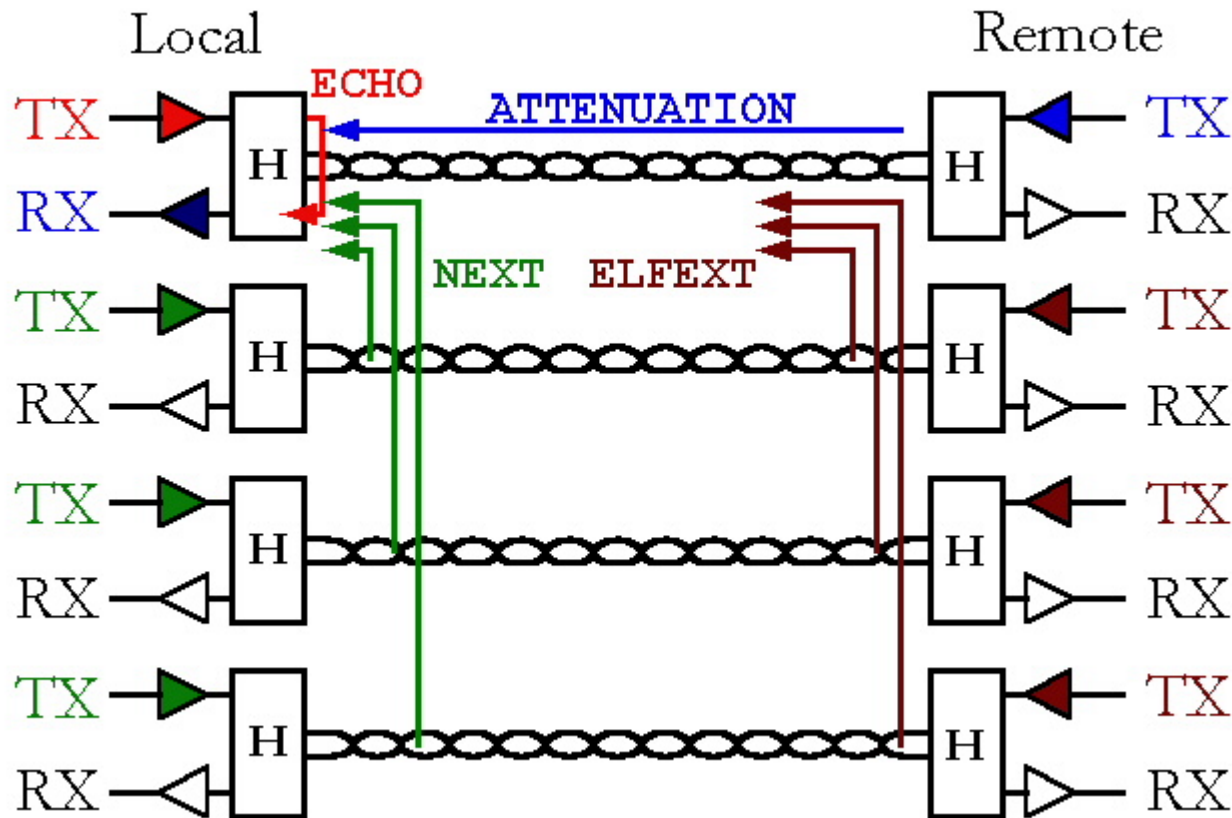 Local Remote
ECHO
TX ATTENUATION TX
H H
RX RX
NEXT ELFEXT
TX TX
H H
RX RX
TX TX
H H
RX RX
TX TX
H H
RX RX